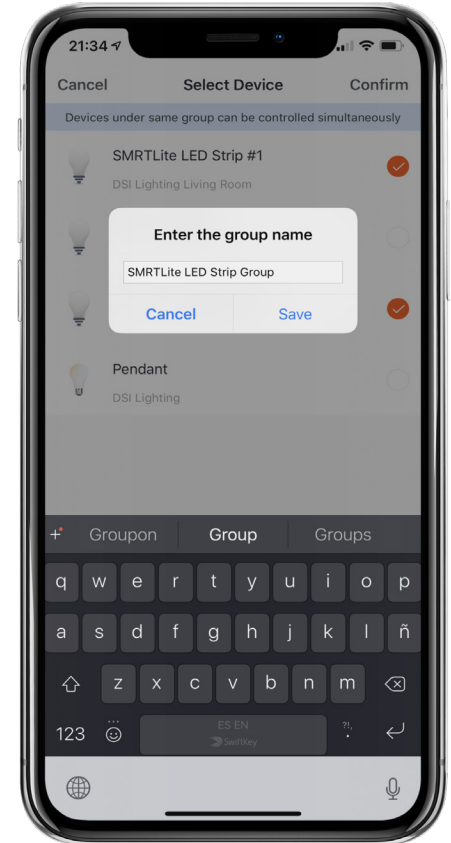 21:34
Cancel Select Device Confirm
Devices under same group can be controlled simultaneously
SMRTLite LED Strip #1
DSI Lighting Living Room
Enter the group name
SMRTLite LED Strip Group
Cancel Save
Pendant
DSI Lighting
Groupon Group Groups
q w e r t y u i o p
a s d f g h j k l ñ
z x c v b n m
123 ES EN ?!,.
SwiftKey